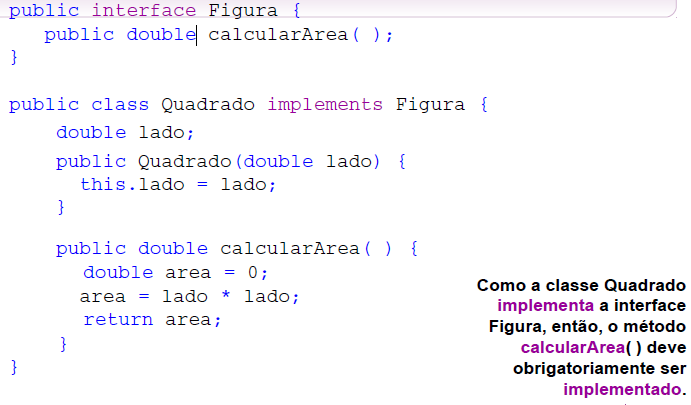 public interface Figura {
public double calcularArea( );
}
public class Quadrado implements Figura {
double lado;
public Quadrado(double lado) {
this.lado = lado;
}
public double calcularArea( ) {
double area = 0;
area = lado * lado;
return area;
}
}
Como a classe Quadrado
implementa a interface
Figura, então, o método
calcularArea( ) deve
obrigatoriamente ser
implementado.